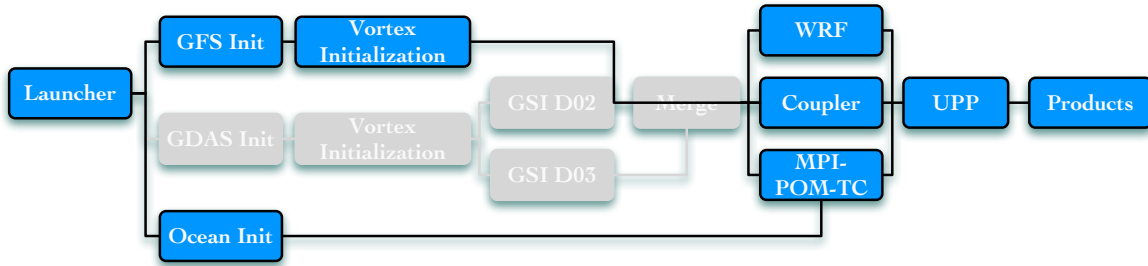 Launcher
GFS Init
Vortex
Initialization
GDAS Init
Vortex
Initialization
GSI D02
GSI D03
Merge
Ocean Init
WRF
Coupler
MPI-
POM-TC
UPP
Products